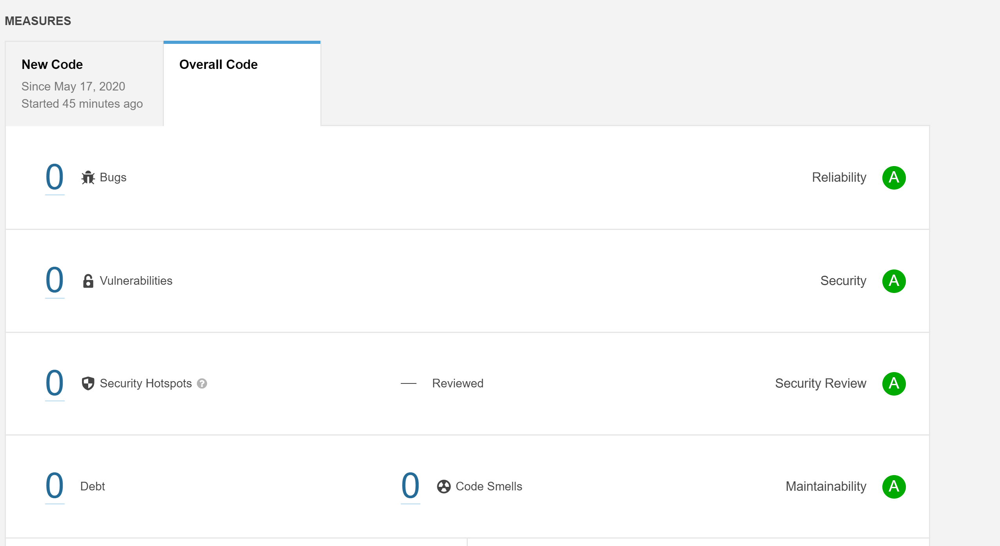 MEASURES
New Code
Overall Code
Since May 17, 2020
Started 45 minutes ago
0 Bugs
Reliability A
0 Vulnerabilities
Security A
0 Security Hotspots ?
— Reviewed
Security Review A
0 Debt
0 Code Smells
Maintainability A